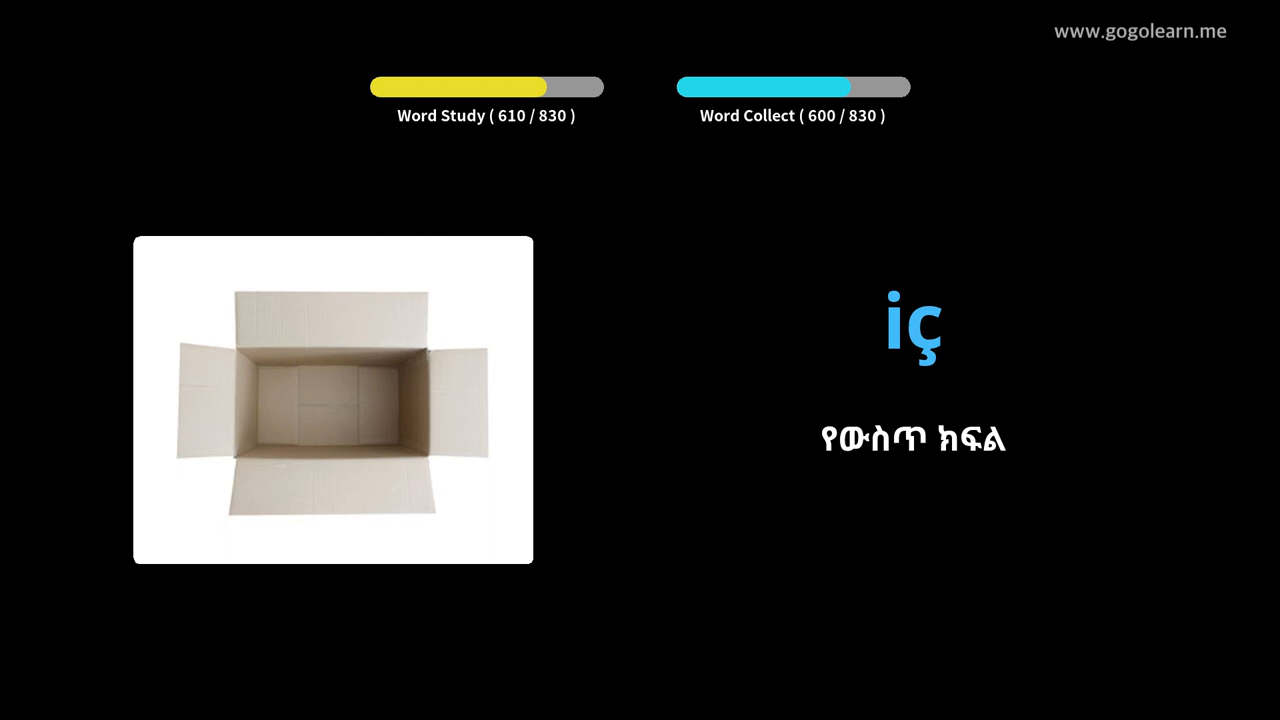 www.gogolearn.me
Word Study ( 610 / 830 )
Word Collect ( 600 / 830 )
iç
የውስጥ ክፍል